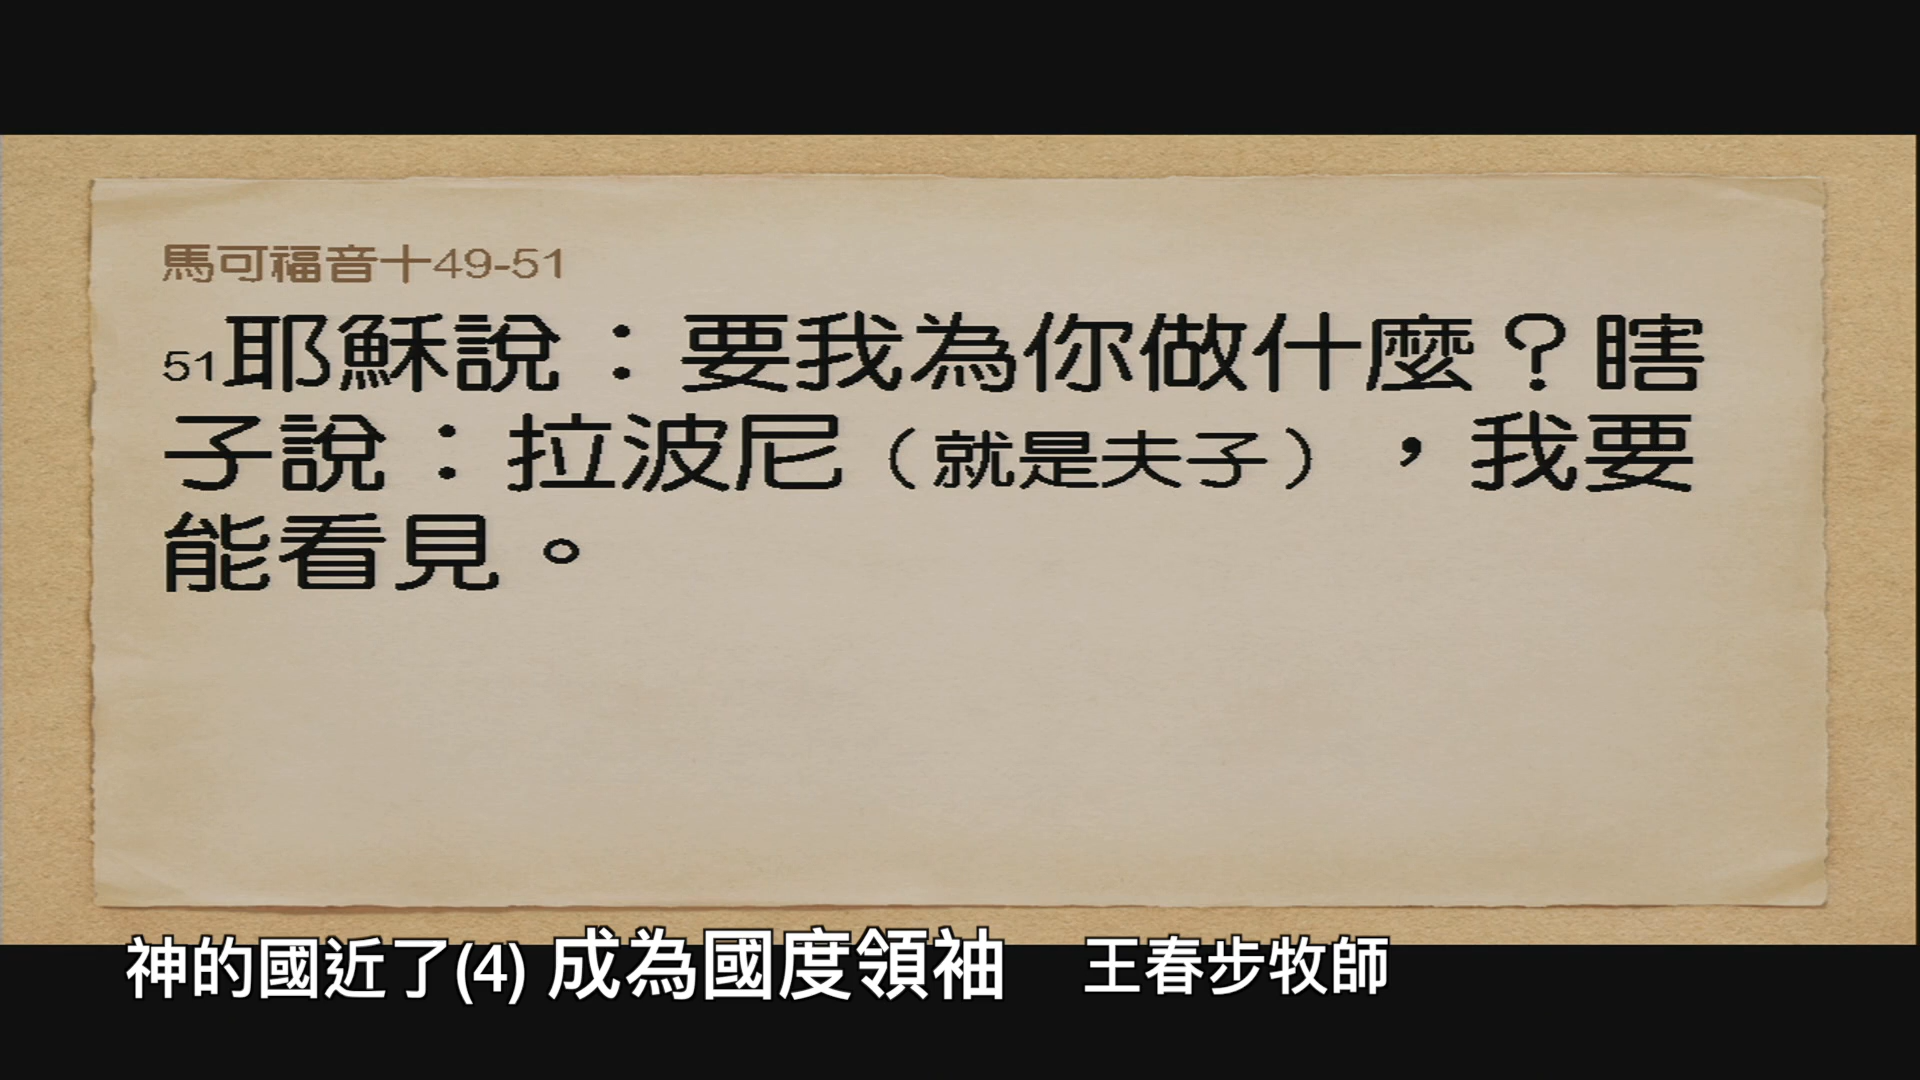 馬可福音十49-51
51耶穌說：要我為你做什麼？瞎
子說：拉波尼（就是夫子），我要
能看見。
神的國近了(4) 成為國度領袖 王春步牧師